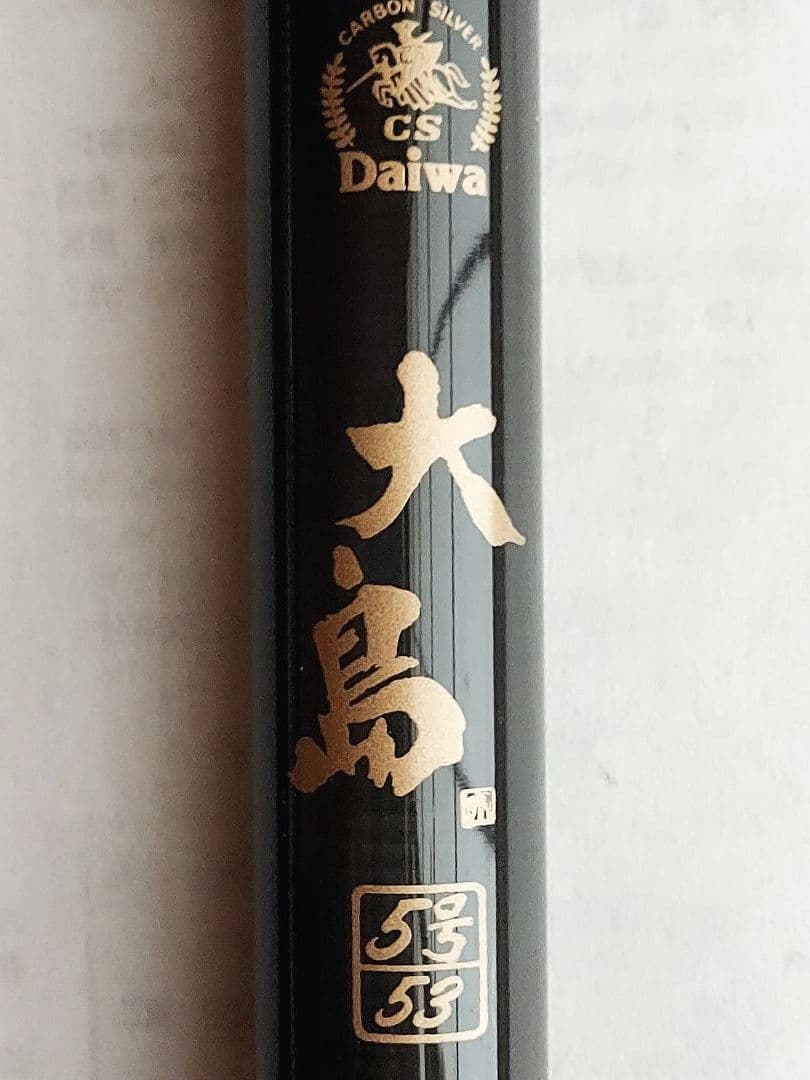 CARBON SILVER
CS
Daiwa
大
島
5号
53